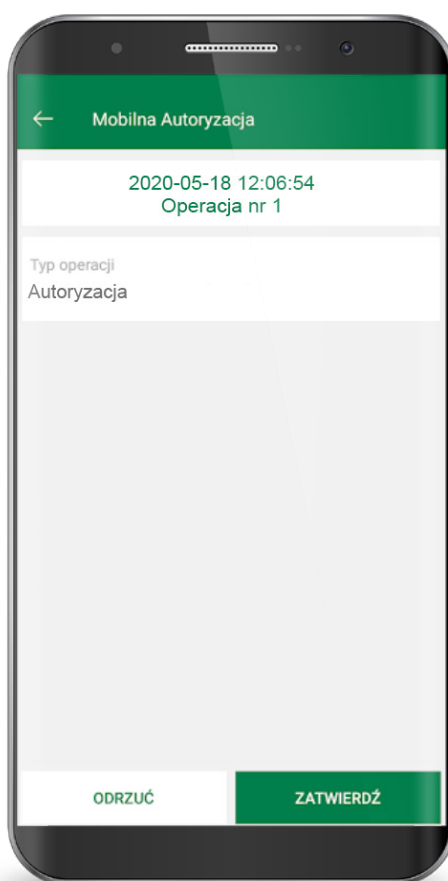 Mobilna Autoryzacja
2020-05-18 12:06:54
Operacja nr 1
Typ operacji
Autoryzacja
ODRZUĆ
ZATWIERDŹ